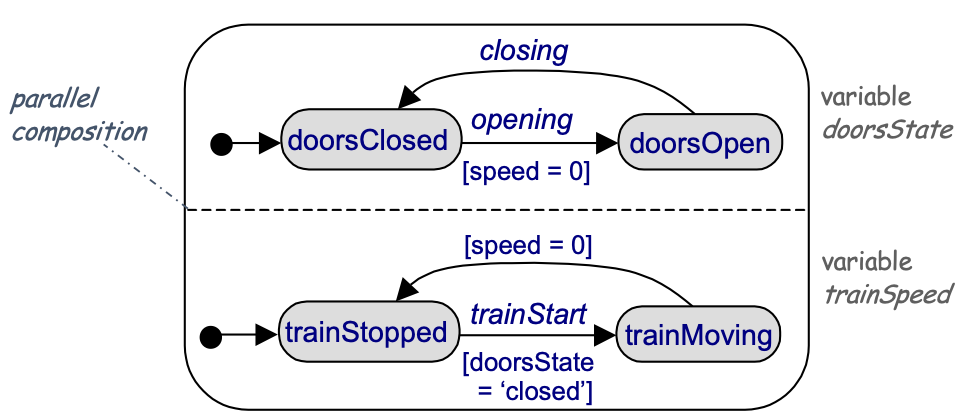 closing
parallel
composition
variable
doorsState
doorsClosed
opening
doorsOpen
[speed = 0]
[speed = 0]
variable
trainSpeed
trainStopped
trainStart
trainMoving
[doorsState
= ‘closed’]